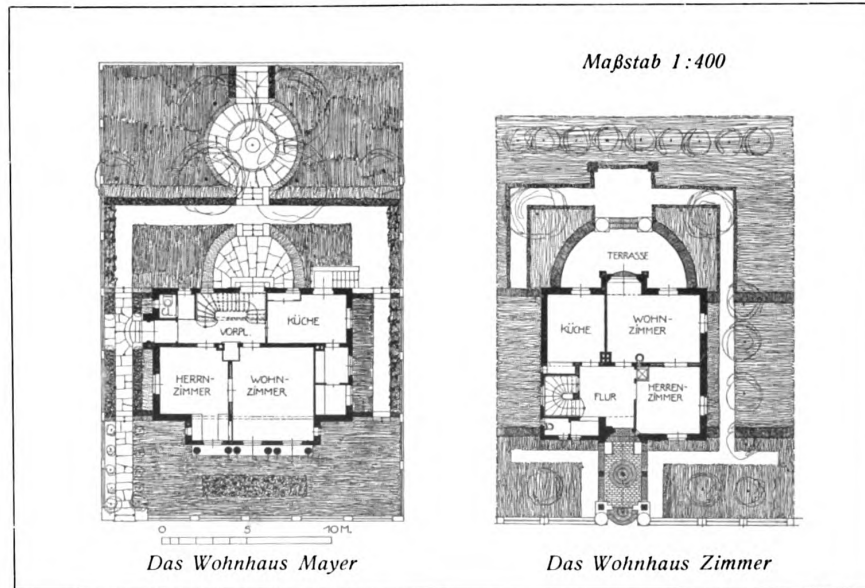 Maßstab 1:400
KÜCHE
VORPL.
HERRN-
ZIMMER
WOHN-
ZIMMER
0 5 10 M.
Das Wohnhaus Mayer
TERRASSE
KÜCHE
WOHN-
ZIMMER
FLUR
HERREN-
ZIMMER
Das Wohnhaus Zimmer